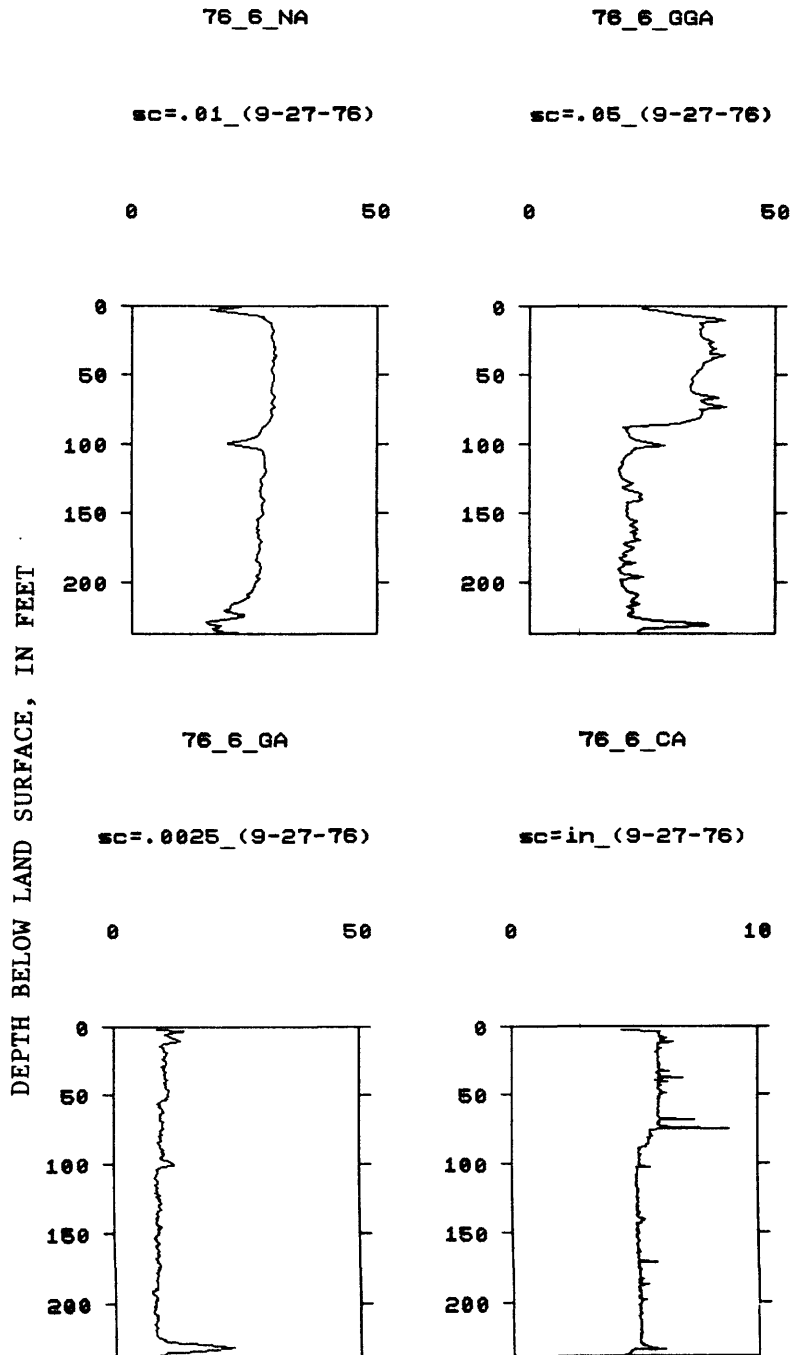 76_6_NA
sc=.01_(9-27-76)
0 50
0
50
100
150
200
76_6_GGA
sc=.05_(9-27-76)
0 50
0
50
100
150
200
DEPTH BELOW LAND SURFACE, IN FEET
76_6_GA
sc=.0025_(9-27-76)
0 50
0
50
100
150
200
76_6_CA
sc=in_(9-27-76)
0 10
0
50
100
150
200